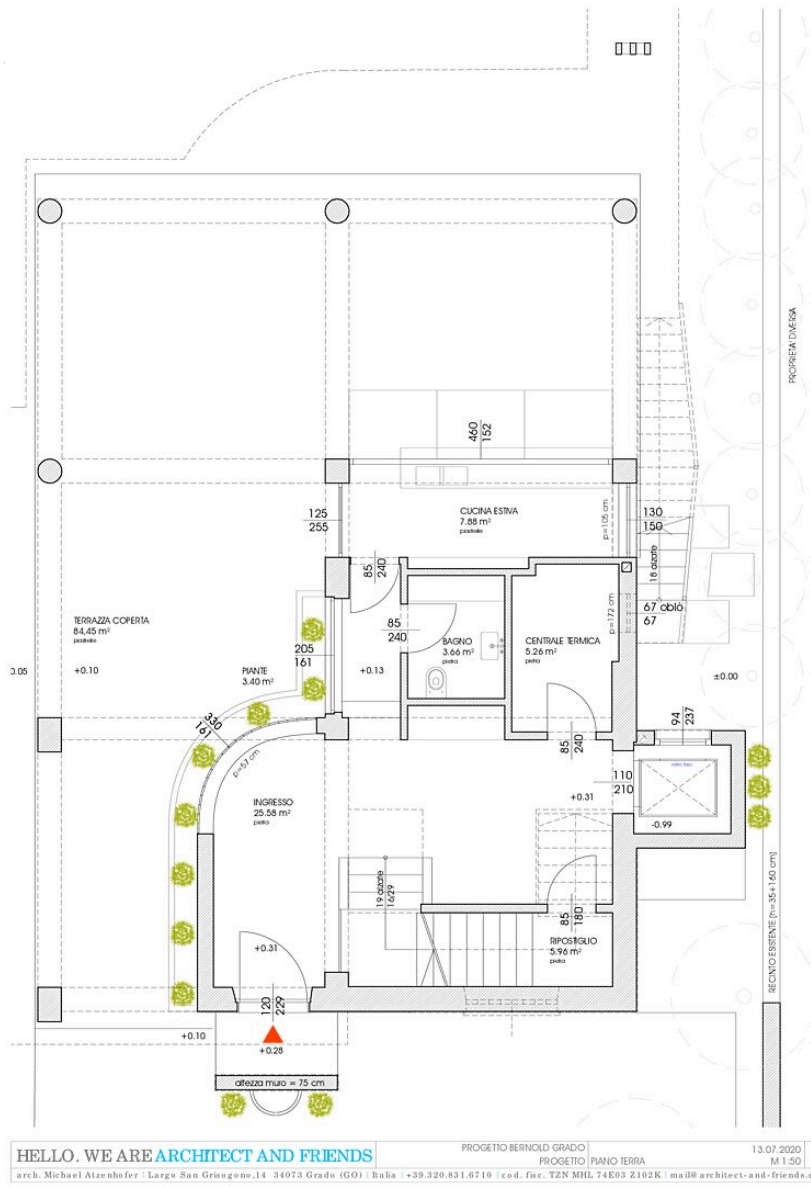 PROPRIETA' DIVERSA
460
152
125
255
CUCINA ESTIVA
7.88 m²
piastrelle
p=105 cm
130
150
85
240
18 alzate
67 oblò
67
p=172 cm
TERRAZZA COPERTA
84,45 m²
piastrelle
85
240
BAGNO
3.66 m²
pietra
CENTRALE TERMICA
5.26 m²
pietra
205
161
0.05
+0.10
PIANTE
3.40 m²
+0.13
±0.00
330
161
94
237
p=57 cm
85
240
110
210
INGRESSO
25.58 m²
pietra
+0.31
-0.99
19 alzate
16/29
85
180
RIPOSTIGLIO
5.96 m²
pietra
+0.31
RECINTO ESISTENTE [h=35+160 cm]
120
229
+0.10
+0.28
altezza muro = 75 cm
HELLO. WE ARE ARCHITECT AND FRIENDS
PROGETTO BERNOLD GRADO
13.07.2020
PROGETTO PIANO TERRA
M 1:50
arch. Michael Atzenhofer | Largo San Grisogono,14 34073 Grado (GO) | Italia | +39.320.831.6710 | cod. fisc. TZN MHL 74E03 Z102K | mail@architect-and-friends.